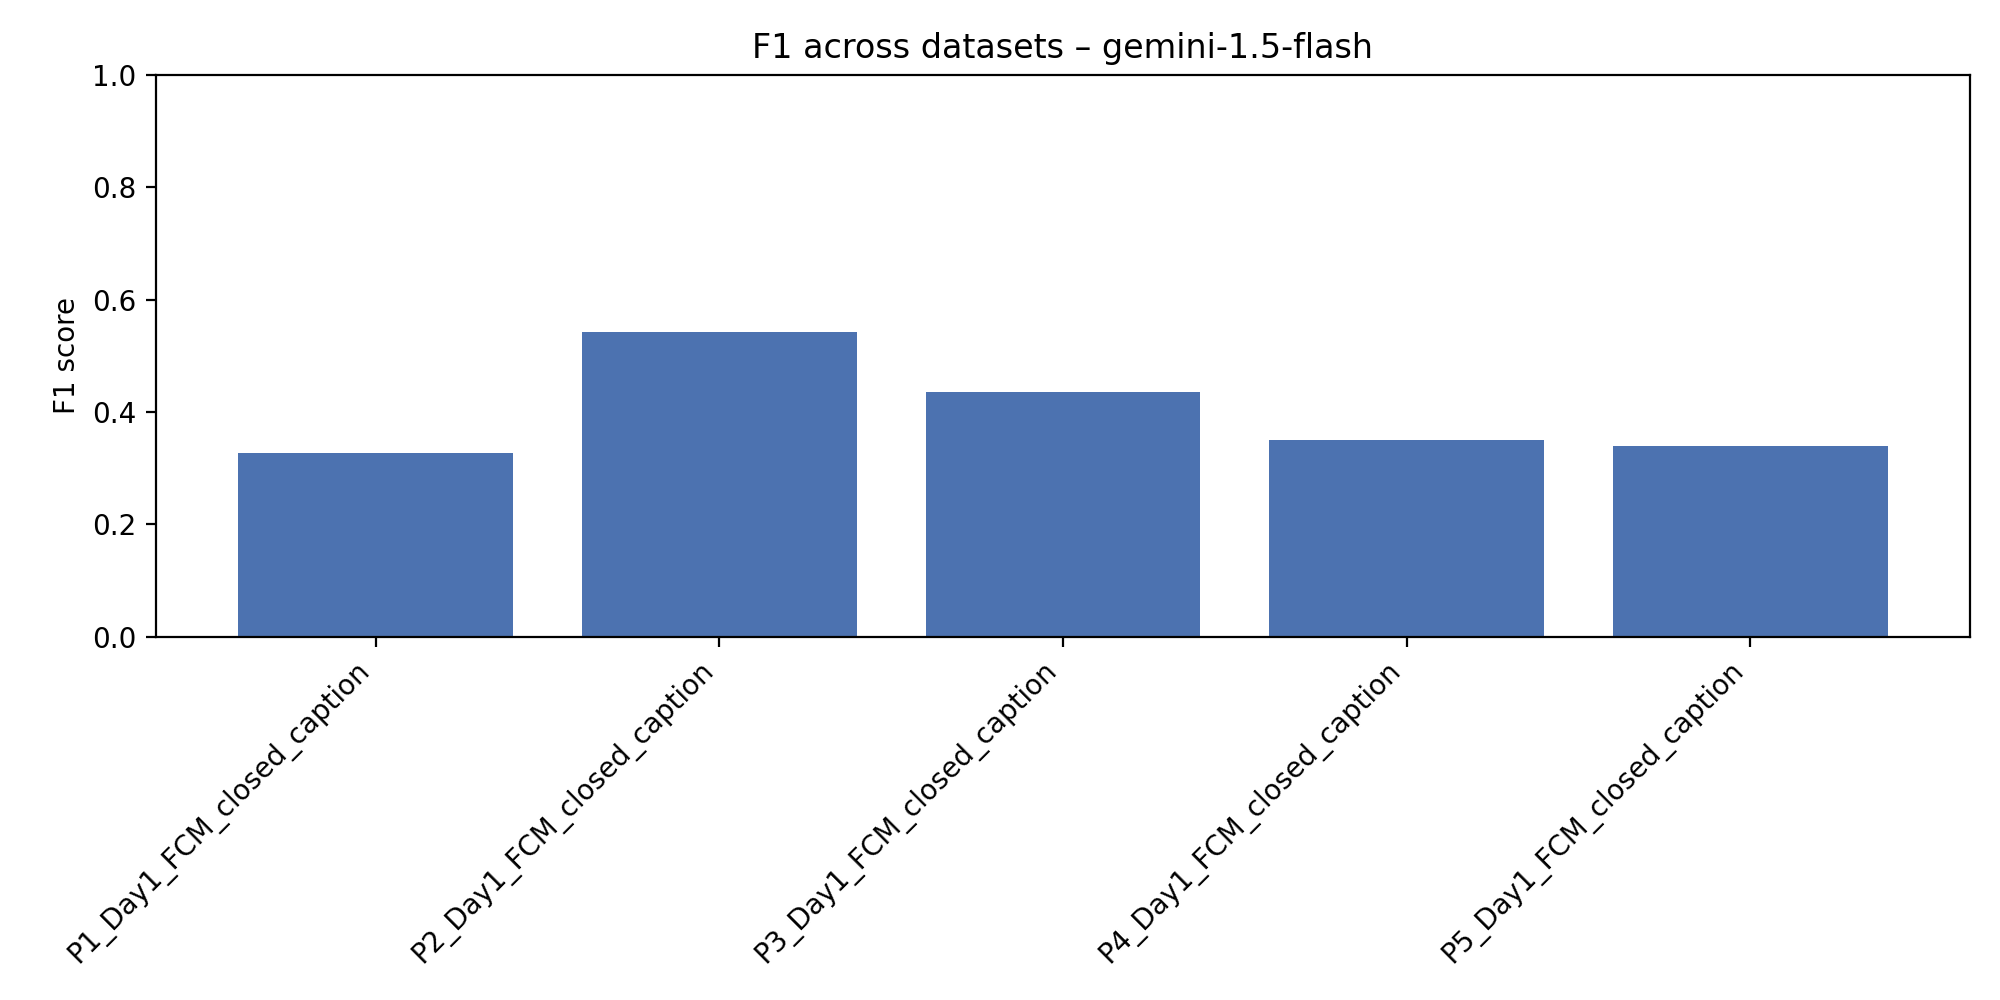 F1 across datasets – gemini-1.5-flash
F1 score
1.0
0.8
0.6
0.4
0.2
0.0
P1_Day1_FCM_closed_caption
P2_Day1_FCM_closed_caption
P3_Day1_FCM_closed_caption
P4_Day1_FCM_closed_caption
P5_Day1_FCM_closed_caption